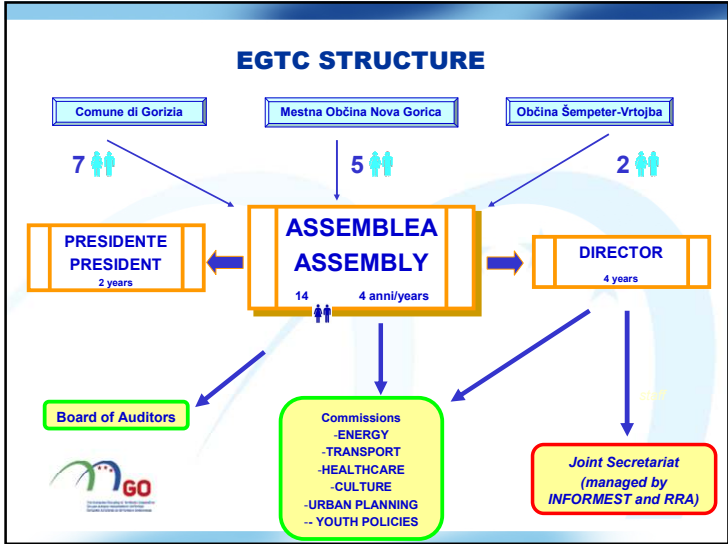 EGTC STRUCTURE
Comune di Gorizia
Mestna Občina Nova Gorica
Občina Šempeter-Vrtojba
7
5
2
PRESIDENTE
PRESIDENT
2 years
ASSEMBLEA
ASSEMBLY
14 4 anni/years
DIRECTOR
4 years
Board of Auditors
Commissions
-ENERGY
-TRANSPORT
-HEALTHCARE
-CULTURE
-URBAN PLANNING
-- YOUTH POLICIES
staff
Joint Secretariat
(managed by
INFORMEST and RRA)
GO